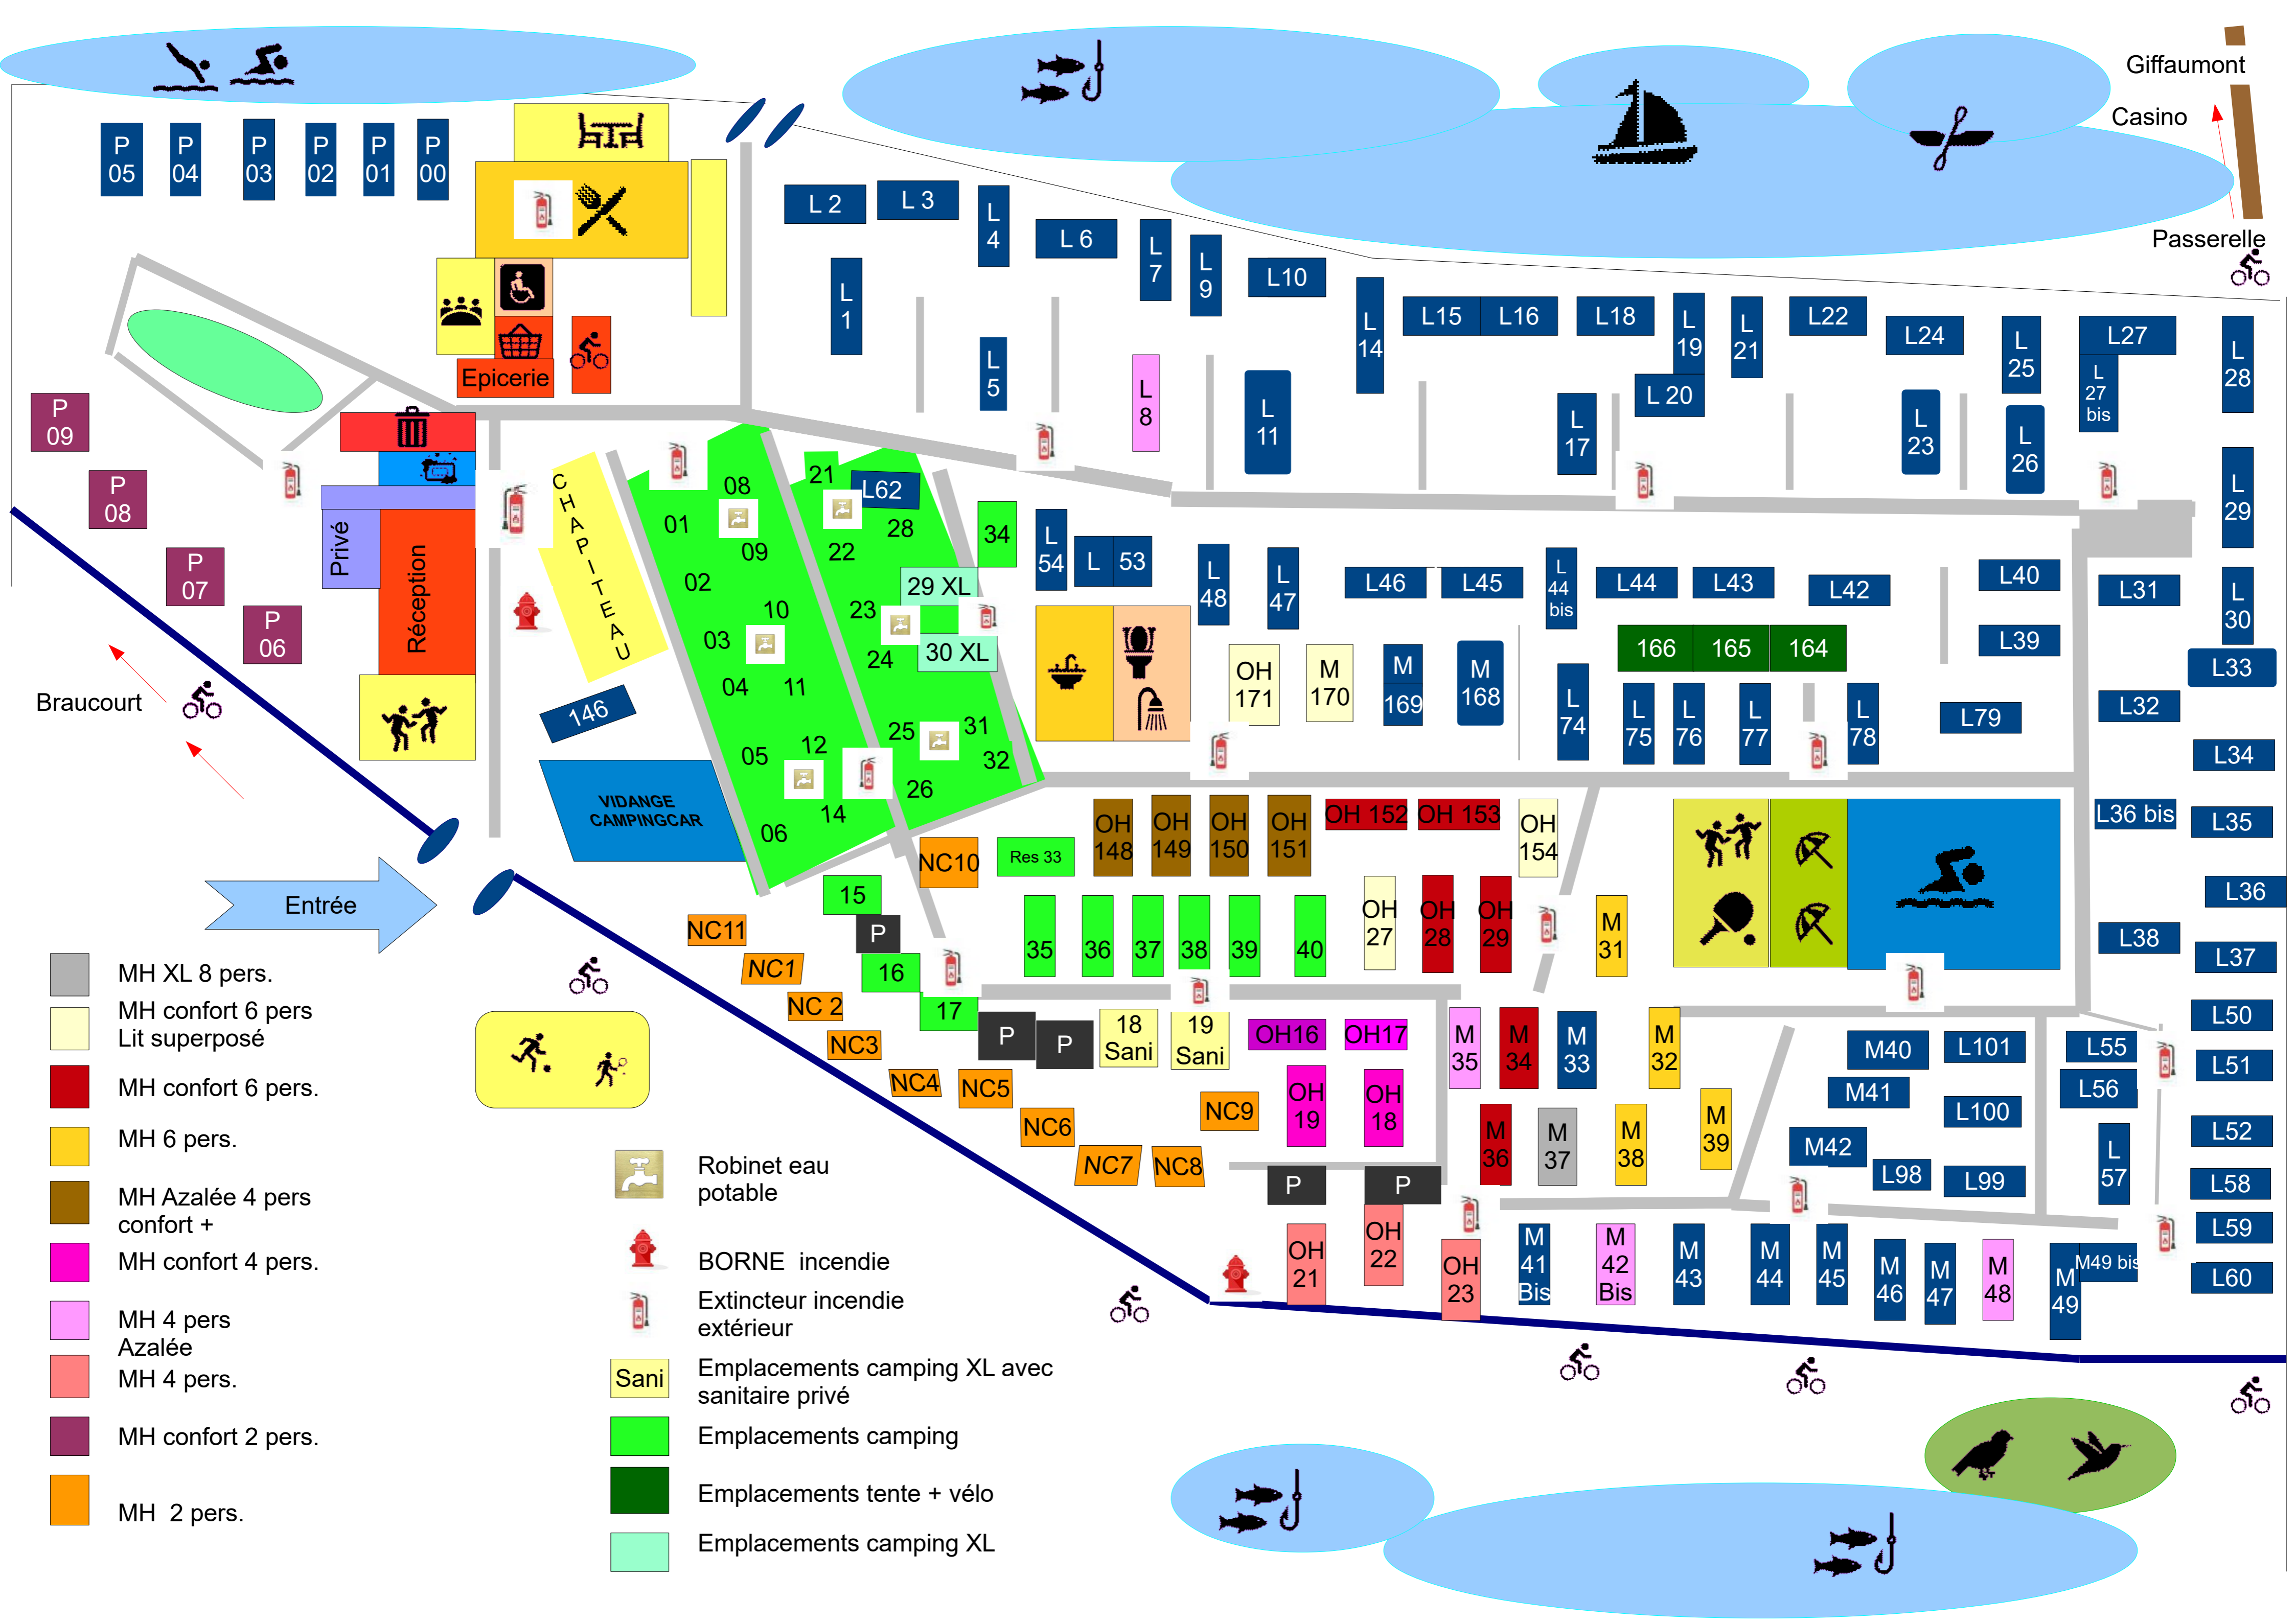 Giffaumont
Casino
Passerelle
P
05
P
04
P
03
P
02
P
01
P
00
L 2
L 3
L
4
L 6
L
7
L
9
L10
L
1
L
5
L
8
L
11
L
14
L15
L16
L18
L
19
L
21
L22
L24
L
25
L27
L
27
bis
L
28
L 20
L
17
L
23
L
26
L
29
Epicerie
P
09
P
08
P
07
P
06
Privé
Réception
CHAPITEAU
Braucourt
146
VIDANGE
CAMPINGCAR
Entrée
08
01
09
02
10
03
04
11
05
12
14
06
21
L62
28
22
34
29 XL
23
30 XL
24
25
31
32
26
L
54
L
53
L
48
L
47
L46
L45
L
44
bis
L44
L43
L42
L40
L39
L31
L
30
L33
L32
L34
166
165
164
OH
171
M
170
M
169
M
168
L
74
L
75
L
76
L
77
L
78
L79
L36 bis
L35
L36
L38
L37
OH
148
OH
149
OH
150
OH
151
OH 152
OH 153
OH
154
NC10
Res 33
15
P
16
17
NC11
NC1
NC 2
NC3
NC4
NC5
NC6
NC7
NC8
NC9
35
36
37
38
39
40
OH
27
OH
28
OH
29
M
31
P
P
18
Sani
19
Sani
OH16
OH17
OH
19
OH
18
M
35
M
34
M
33
M
32
M
36
M
37
M
38
M
39
M40
L101
M41
L100
M42
L98
L99
L55
L56
L
57
L50
L51
L52
L58
L59
L60
P
P
OH
21
OH
22
OH
23
M
41
Bis
M
42
Bis
M
43
M
44
M
45
M
46
M
47
M
48
M
49
M49 bis
MH XL 8 pers.
MH confort 6 pers
Lit superposé
MH confort 6 pers.
MH 6 pers.
MH Azalée 4 pers
confort +
MH confort 4 pers.
MH 4 pers
Azalée
MH 4 pers.
MH confort 2 pers.
MH  2 pers.
Robinet eau
potable
BORNE  incendie
Extincteur incendie
extérieur
Sani
Emplacements camping XL avec
sanitaire privé
Emplacements camping
Emplacements tente + vélo
Emplacements camping XL